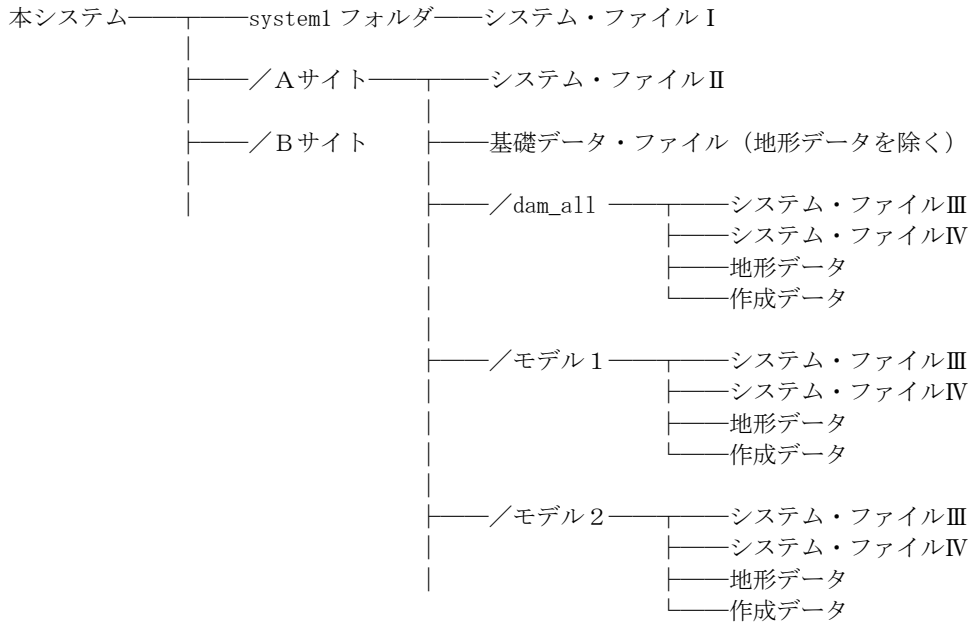 本システム──┬──system1 フォルダ──システム・ファイルⅠ
│
├──／Aサイト──┬──システム・ファイルⅡ
│ │
├──／Bサイト ├──基礎データ・ファイル（地形データを除く）
│ │
│ ├──／dam_all ──┬──システム・ファイルⅢ
│ ├──システム・ファイルⅣ
│ ├──地形データ
│ └──作成データ
│
├──／モデル１──┬──システム・ファイルⅢ
│ ├──システム・ファイルⅣ
│ ├──地形データ
│ └──作成データ
│
├──／モデル２──┬──システム・ファイルⅢ
│ ├──システム・ファイルⅣ
│ ├──地形データ
└──作成データ